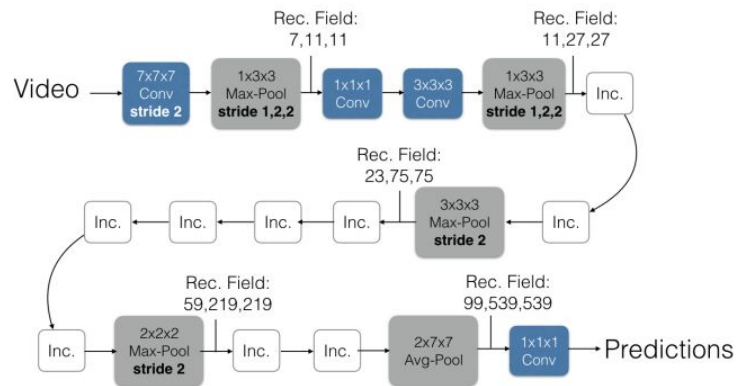 Rec. Field:
7,11,11
Rec. Field:
11,27,27
Video
7x7x7
Conv
stride 2
1x3x3
Max-Pool
stride 1,2,2
1x1x1
Conv
3x3x3
Conv
1x3x3
Max-Pool
stride 1,2,2
Inc.
Rec. Field:
23,75,75
Inc.
Inc.
Inc.
Inc.
3x3x3
Max-Pool
stride 2
Inc.
Rec. Field:
59,219,219
Rec. Field:
99,539,539
Inc.
2x2x2
Max-Pool
stride 2
Inc.
Inc.
2x7x7
Avg-Pool
1x1x1
Conv
Predictions